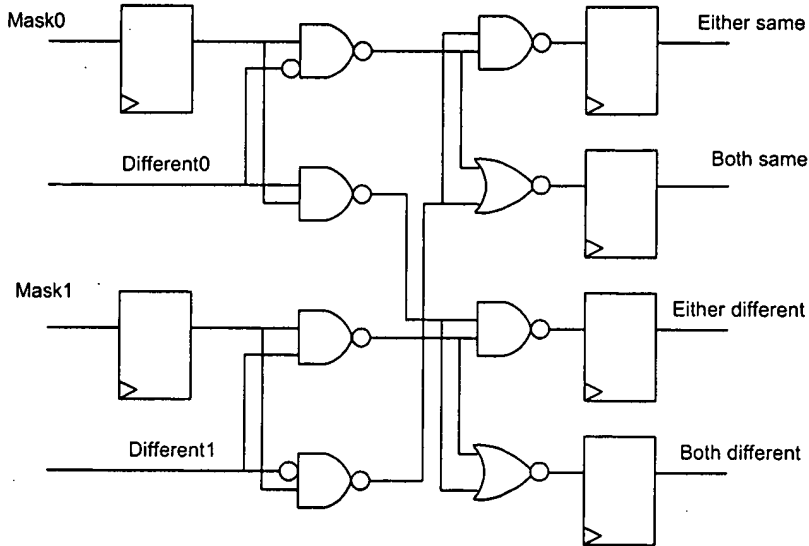 Mask0
Either same
Different0
Both same
Mask1
Either different
Different1
Both different